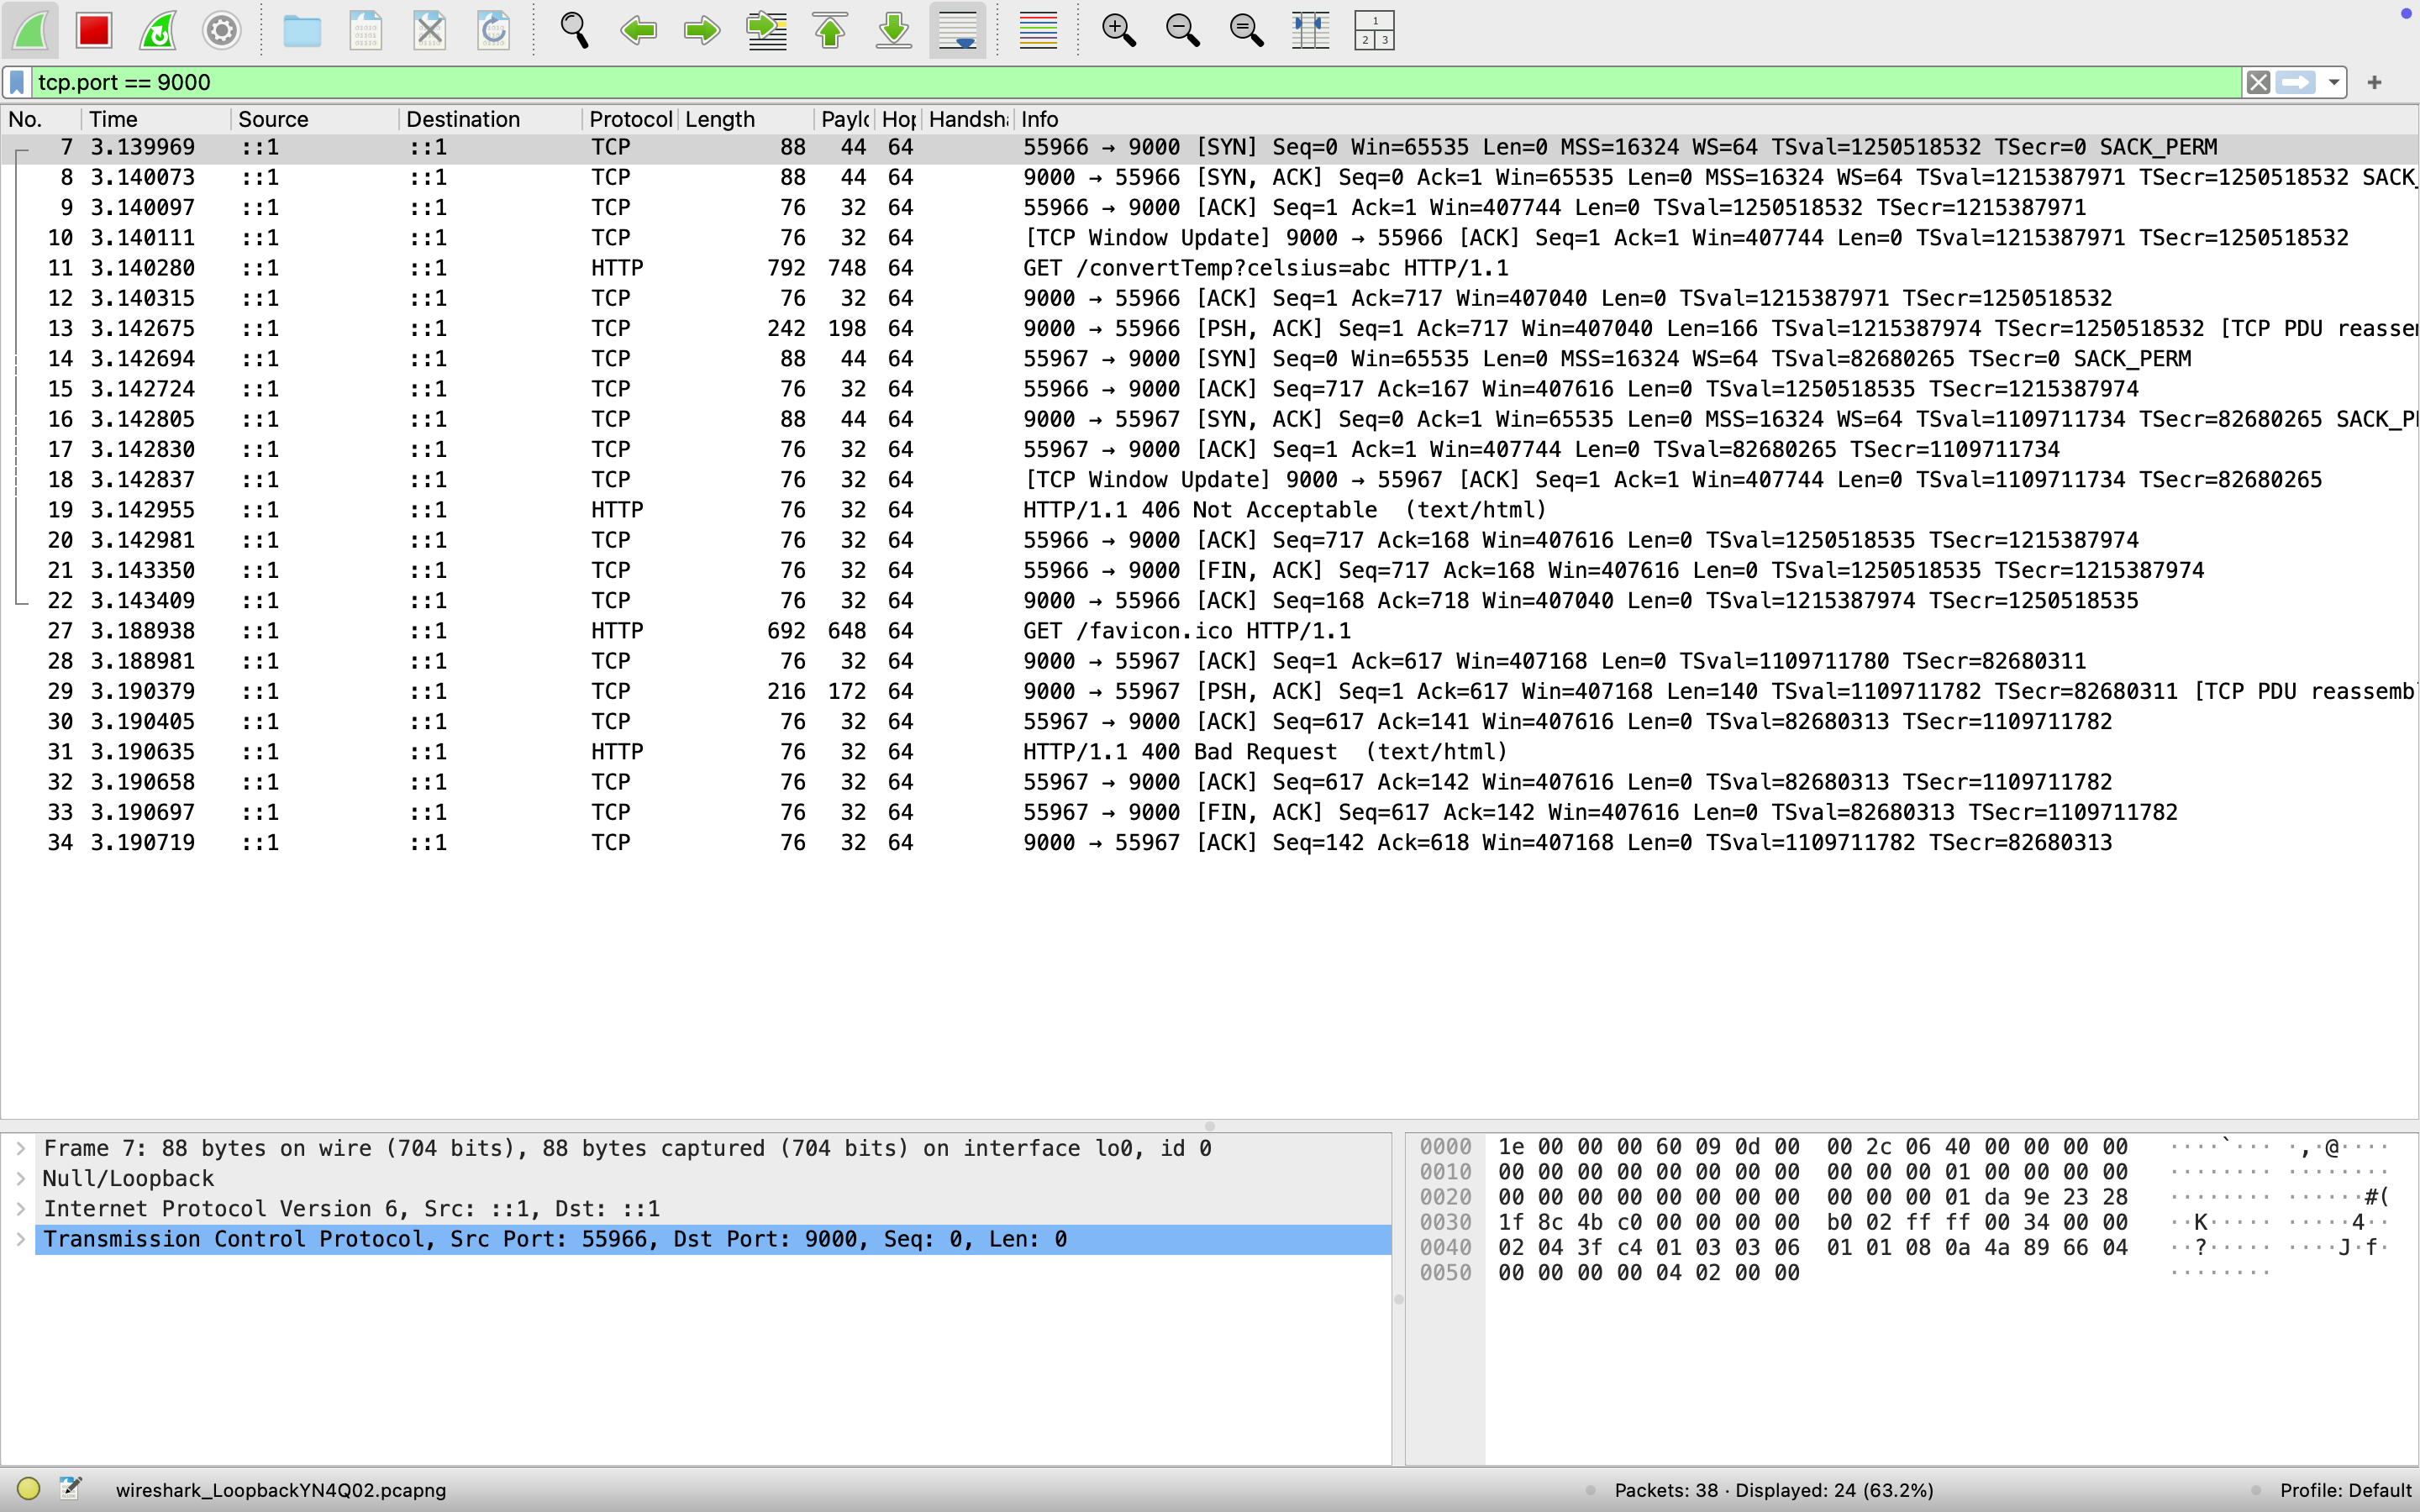 tcp.port == 9000
No. Time Source Destination Protocol Length Paylo Hop Handsh Info
7 3.139969 ::1 ::1 TCP 88 44 64 55966 → 9000 [SYN] Seq=0 Win=65535 Len=0 MSS=16324 WS=64 TSval=1250518532 TSecr=0 SACK_PERM
8 3.140073 ::1 ::1 TCP 88 44 64 9000 → 55966 [SYN, ACK] Seq=0 Ack=1 Win=65535 Len=0 MSS=16324 WS=64 TSval=1215387971 TSecr=1250518532 SACK_
9 3.140097 ::1 ::1 TCP 76 32 64 55966 → 9000 [ACK] Seq=1 Ack=1 Win=407744 Len=0 TSval=1250518532 TSecr=1215387971
10 3.140111 ::1 ::1 TCP 76 32 64 [TCP Window Update] 9000 → 55966 [ACK] Seq=1 Ack=1 Win=407744 Len=0 TSval=1215387971 TSecr=1250518532
11 3.140280 ::1 ::1 HTTP 792 748 64 GET /convertTemp?celsius=abc HTTP/1.1
12 3.140315 ::1 ::1 TCP 76 32 64 9000 → 55966 [ACK] Seq=1 Ack=717 Win=407040 Len=0 TSval=1215387971 TSecr=1250518532
13 3.142675 ::1 ::1 TCP 242 198 64 9000 → 55966 [PSH, ACK] Seq=1 Ack=717 Win=407040 Len=166 TSval=1215387974 TSecr=1250518532 [TCP PDU reassem
14 3.142694 ::1 ::1 TCP 88 44 64 55967 → 9000 [SYN] Seq=0 Win=65535 Len=0 MSS=16324 WS=64 TSval=82680265 TSecr=0 SACK_PERM
15 3.142724 ::1 ::1 TCP 76 32 64 55966 → 9000 [ACK] Seq=717 Ack=167 Win=407616 Len=0 TSval=1250518535 TSecr=1215387974
16 3.142805 ::1 ::1 TCP 88 44 64 9000 → 55967 [SYN, ACK] Seq=0 Ack=1 Win=65535 Len=0 MSS=16324 WS=64 TSval=1109711734 TSecr=82680265 SACK_P
17 3.142830 ::1 ::1 TCP 76 32 64 55967 → 9000 [ACK] Seq=1 Ack=1 Win=407744 Len=0 TSval=82680265 TSecr=1109711734
18 3.142837 ::1 ::1 TCP 76 32 64 [TCP Window Update] 9000 → 55967 [ACK] Seq=1 Ack=1 Win=407744 Len=0 TSval=1109711734 TSecr=82680265
19 3.142955 ::1 ::1 HTTP 76 32 64 HTTP/1.1 406 Not Acceptable (text/html)
20 3.142981 ::1 ::1 TCP 76 32 64 55966 → 9000 [ACK] Seq=717 Ack=168 Win=407616 Len=0 TSval=1250518535 TSecr=1215387974
21 3.143350 ::1 ::1 TCP 76 32 64 55966 → 9000 [FIN, ACK] Seq=717 Ack=168 Win=407616 Len=0 TSval=1250518535 TSecr=1215387974
22 3.143409 ::1 ::1 TCP 76 32 64 9000 → 55966 [ACK] Seq=168 Ack=718 Win=407040 Len=0 TSval=1215387974 TSecr=1250518535
27 3.188938 ::1 ::1 HTTP 692 648 64 GET /favicon.ico HTTP/1.1
28 3.188981 ::1 ::1 TCP 76 32 64 9000 → 55967 [ACK] Seq=1 Ack=617 Win=407168 Len=0 TSval=1109711780 TSecr=82680311
29 3.190379 ::1 ::1 TCP 216 172 64 9000 → 55967 [PSH, ACK] Seq=1 Ack=617 Win=407168 Len=140 TSval=1109711782 TSecr=82680311 [TCP PDU reassemb
30 3.190405 ::1 ::1 TCP 76 32 64 55967 → 9000 [ACK] Seq=617 Ack=141 Win=407616 Len=0 TSval=82680313 TSecr=1109711782
31 3.190635 ::1 ::1 HTTP 76 32 64 HTTP/1.1 400 Bad Request (text/html)
32 3.190658 ::1 ::1 TCP 76 32 64 55967 → 9000 [ACK] Seq=617 Ack=142 Win=407616 Len=0 TSval=82680313 TSecr=1109711782
33 3.190697 ::1 ::1 TCP 76 32 64 55967 → 9000 [FIN, ACK] Seq=617 Ack=142 Win=407616 Len=0 TSval=82680313 TSecr=1109711782
34 3.190719 ::1 ::1 TCP 76 32 64 9000 → 55967 [ACK] Seq=142 Ack=618 Win=407168 Len=0 TSval=1109711782 TSecr=82680313
Frame 7: 88 bytes on wire (704 bits), 88 bytes captured (704 bits) on interface lo0, id 0
Null/Loopback
Internet Protocol Version 6, Src: ::1, Dst: ::1
Transmission Control Protocol, Src Port: 55966, Dst Port: 9000, Seq: 0, Len: 0
0000 1e 00 00 00 60 09 0d 00 00 2c 06 40 00 00 00 00 ····`··· ·,·@····
0010 00 00 00 00 00 00 00 00 00 00 00 01 00 00 00 00 ········ ········
0020 00 00 00 00 00 00 00 00 00 00 00 01 da 9e 23 28 ········ ······#(
0030 1f 8c 4b c0 00 00 00 00 b0 02 ff ff 00 34 00 00 ··K····· ·····4··
0040 02 04 3f c4 01 03 03 06 01 01 08 0a 4a 89 66 04 ··?····· ····J·f·
0050 00 00 00 00 04 02 00 00 ········
wireshark_LoopbackYN4Q02.pcapng Packets: 38 · Displayed: 24 (63.2%) Profile: Default